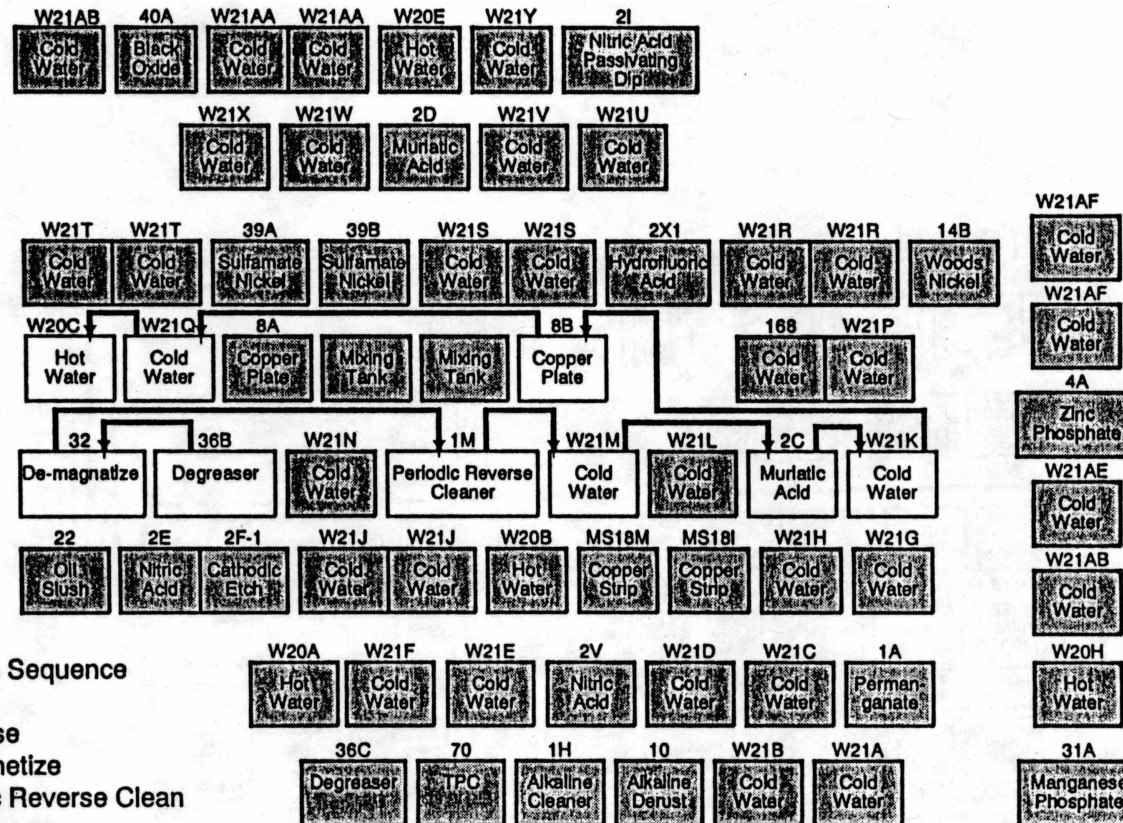 W21AB 40A W21AA W21AA W20E W21Y 2I
Cold Black Cold Cold Hot Cold Nitric Acid
Water Oxide Water Water Water Water Passivating
Dip
W21X W21W 2D W21V W21U
Cold Cold Muriatic Cold Cold
Water Water Acid Water Water
W21AF
Cold
Water
W21T W21T 39A 39B W21S W21S 2X1 W21R W21R 14B
Cold Cold Sulfamate Sulfamate Cold Cold Hydrofluoric Cold Cold Woods
Water Water Nickel Nickel Water Water Acid Water Water Nickel
W21AF
Cold
Water
W20C W21Q 8A 8B 168 W21P
Hot Cold Copper Mixing Mixing Copper Cold Cold
Water Water Plate Tank Tank Plate Water Water
4A
Zinc
Phosphate
32 36B W21N 1M W21M W21L 2C W21K
De-magnatize Degreaser Cold Periodic Reverse Cold Cold Muriatic Cold
Water Cleaner Water Water Acid Water
W21AE
Cold
Water
22 2E 2F-1 W21J W21J W20B MS18M MS18I W21H W21G
Oil Nitric Cathodic Cold Cold Hot Copper Copper Cold Cold
Slush Acid Etch Water Water Water Strip Strip Water Water
W21AB
Cold
Water
W20A W21F W21E 2V W21D W21C 1A
Hot Cold Cold Nitric Cold Cold Perman-
Water Water Water Acid Water Water ganate
W20H
Hot
Water
Sequence
se
netize
c Reverse Clean
36C 70 1H 10 W21B W21A
Degreaser TPC Alkaline Alkaline Cold Cold
Cleaner Derust Water Water
31A
Manganese
Phosphate